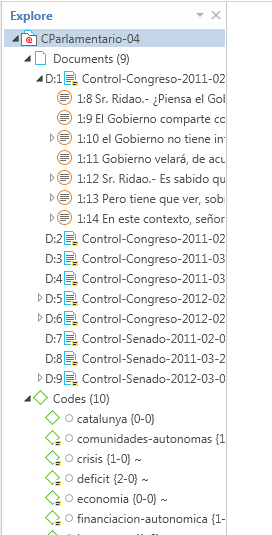 Explore
CParlamentario-04
Documents (9)
D:1 Control-Congreso-2011-02
1:8 Sr. Ridao.- ¿Piensa el Gob
1:9 El Gobierno comparte co
1:10 el Gobierno no tiene int
1:11 Gobierno velará, de acu
1:12 Sr. Ridao.- Es sabido qu
1:13 Pero tiene que ver, sobr
1:14 En este contexto, señor
D:2 Control-Congreso-2011-02
D:3 Control-Congreso-2011-03
D:4 Control-Congreso-2011-03
D:5 Control-Congreso-2012-02
D:6 Control-Congreso-2012-02
D:7 Control-Senado-2011-02-0
D:8 Control-Senado-2011-03-2
D:9 Control-Senado-2012-03-0
Codes (10)
catalunya {0-0}
comunidades-autonomas {1
crisis {1-0} ~
deficit {2-0} ~
economia {0-0} ~
financiacion-autonomica {1-